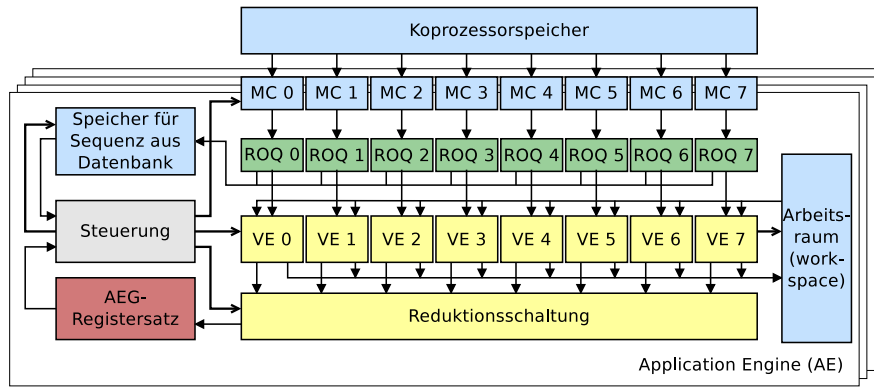 Koprozessorspeicher
MC 0 MC 1 MC 2 MC 3 MC 4 MC 5 MC 6 MC 7
Speicher für
Sequenz aus
Datenbank
ROQ 0 ROQ 1 ROQ 2 ROQ 3 ROQ 4 ROQ 5 ROQ 6 ROQ 7
Steuerung
VE 0 VE 1 VE 2 VE 3 VE 4 VE 5 VE 6 VE 7
Arbeits-
raum
(work-
space)
AEG-
Registersatz
Reduktionsschaltung
Application Engine (AE)